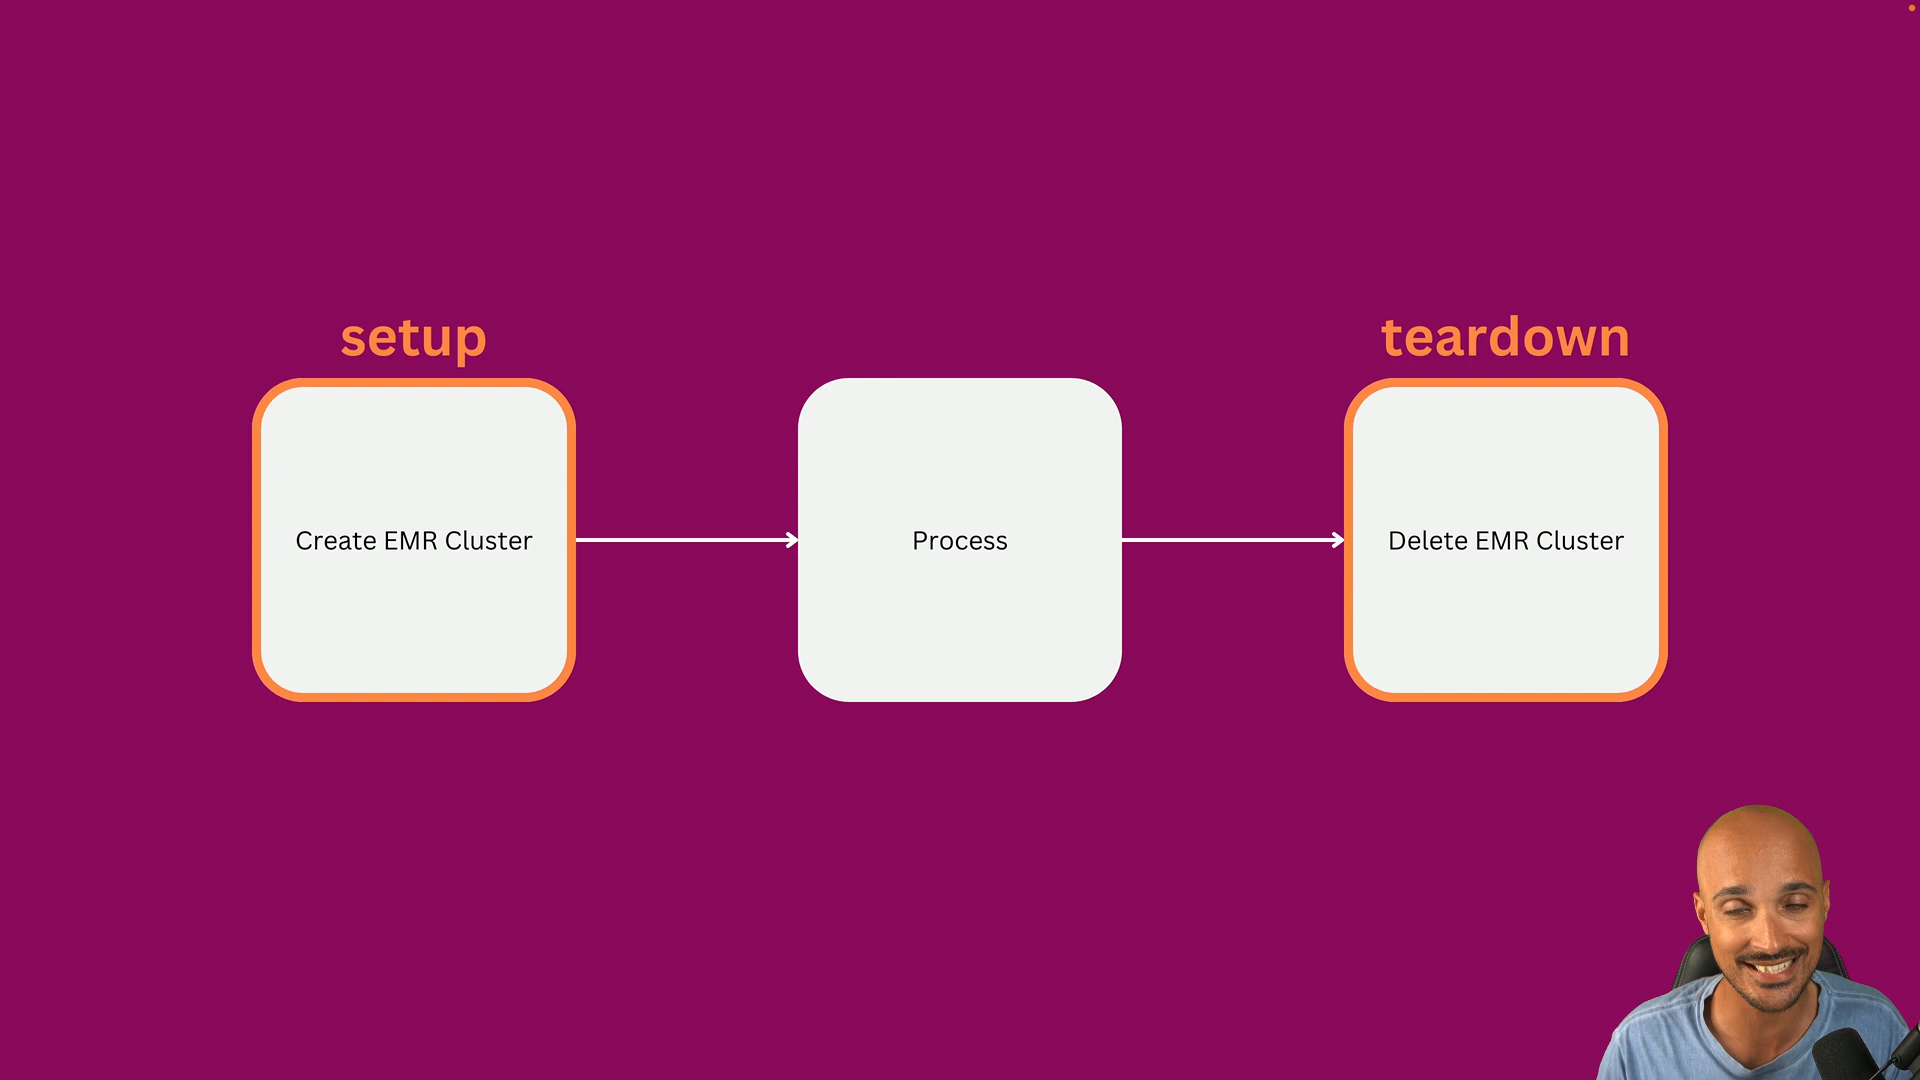 setup
teardown
Create EMR Cluster
Process
Delete EMR Cluster